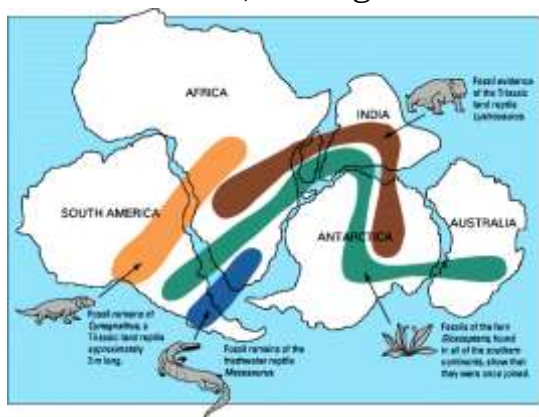 Fossil evidence
of the Triassic
land reptile
Lystrosaurus.
AFRICA
INDIA
SOUTH AMERICA
ANTARCTICA
AUSTRALIA
Fossil remains of
Cynognathus, a
Triassic land reptile
approximately
3 m long.
Fossil remains of the
freshwater reptile
Mesosaurus.
Fossils of the fern
Glossopteris, found
in all of the southern
continents, show that
they were once joined.